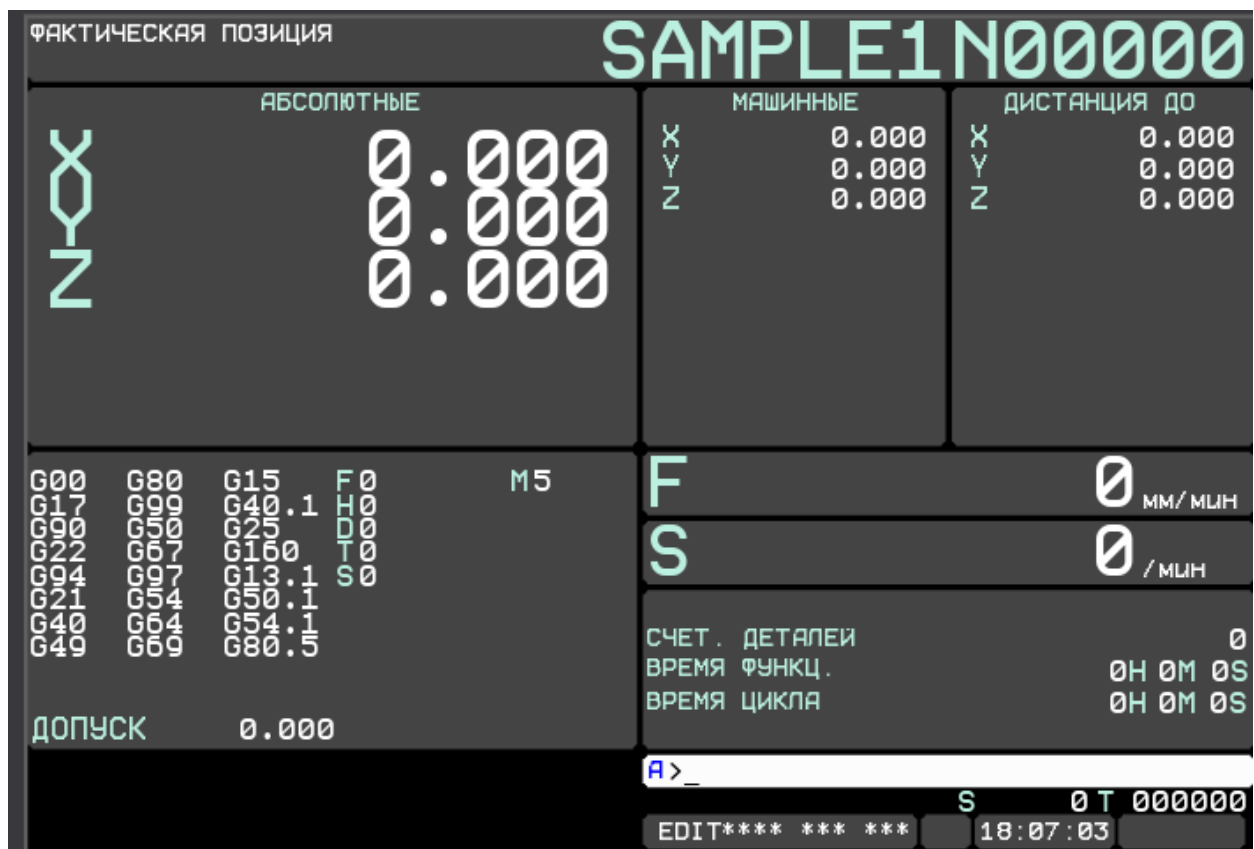 ФАКТИЧЕСКАЯ ПОЗИЦИЯ SAMPLE1 N00000
АБСОЛЮТНЫЕ
X 0.000
Y 0.000
Z 0.000
МАШИННЫЕ
X 0.000
Y 0.000
Z 0.000
ДИСТАНЦИЯ ДО
X 0.000
Y 0.000
Z 0.000
G00 G80 G15 F0 M5
G17 G99 G40.1 H0
G90 G50 G25 D0
G22 G67 G160 T0
G94 G97 G13.1 S0
G21 G54 G50.1
G40 G64 G54.1
G49 G69 G80.5
ДОПУСК 0.000
F 0 мм/мин
S 0 /мин
СЧЕТ. ДЕТАЛЕЙ 0
ВРЕМЯ ФУНКЦ. 0H 0M 0S
ВРЕМЯ ЦИКЛА 0H 0M 0S
A>_
S 0 T 000000
EDIT**** *** *** 18:07:03